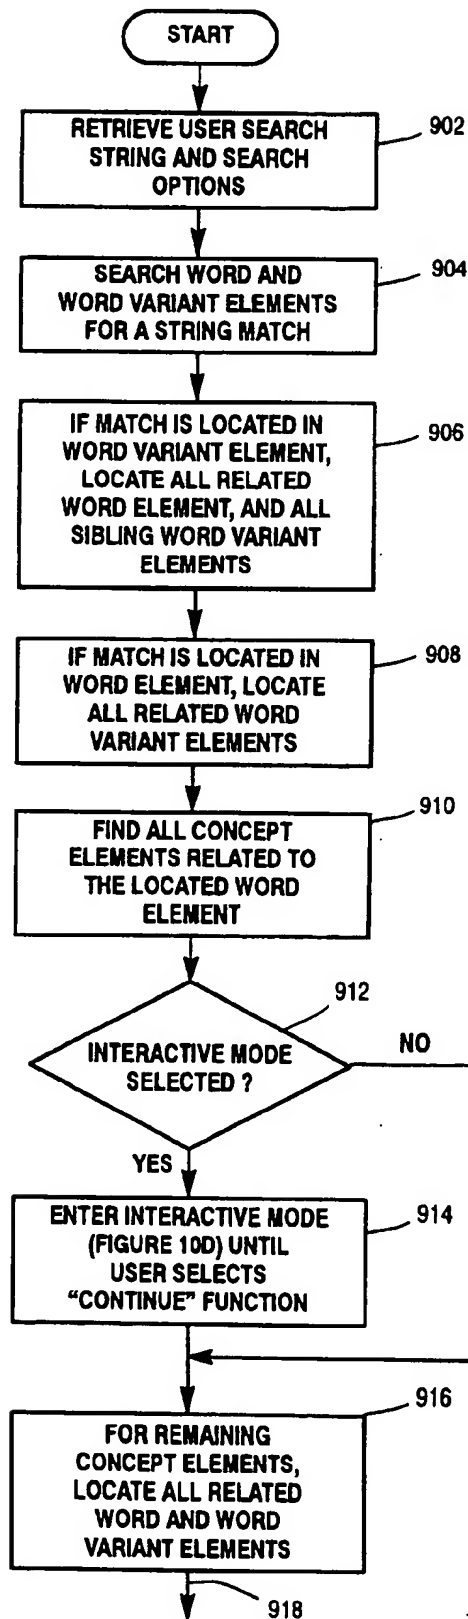 START
902
RETRIEVE USER SEARCH
STRING AND SEARCH
OPTIONS
904
SEARCH WORD AND
WORD VARIANT ELEMENTS
FOR A STRING MATCH
906
IF MATCH IS LOCATED IN
WORD VARIANT ELEMENT,
LOCATE ALL RELATED
WORD ELEMENT, AND ALL
SIBLING WORD VARIANT
ELEMENTS
908
IF MATCH IS LOCATED IN
WORD ELEMENT, LOCATE
ALL RELATED WORD
VARIANT ELEMENTS
910
FIND ALL CONCEPT
ELEMENTS RELATED TO
THE LOCATED WORD
ELEMENT
912
INTERACTIVE MODE
SELECTED ?
NO
YES
914
ENTER INTERACTIVE MODE
(FIGURE 10D) UNTIL
USER SELECTS
“CONTINUE” FUNCTION
916
FOR REMAINING
CONCEPT ELEMENTS,
LOCATE ALL RELATED
WORD AND WORD
VARIANT ELEMENTS
918